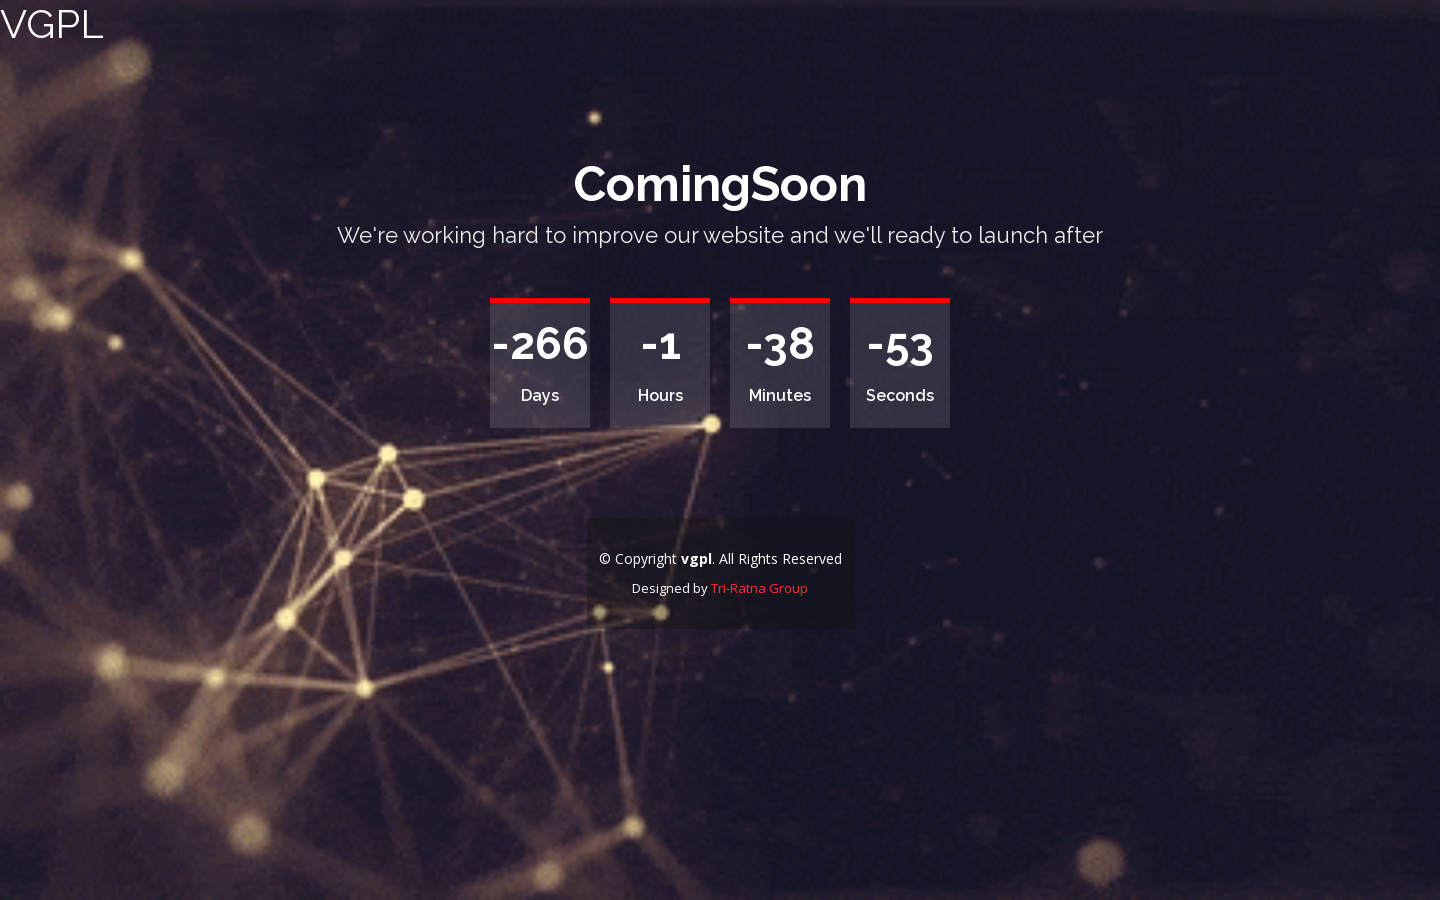 VGPL
ComingSoon
We're working hard to improve our website and we'll ready to launch after
-266 -1 -38 -53
Days Hours Minutes Seconds
© Copyright vgpl. All Rights Reserved
Designed by Tri-Ratna Group